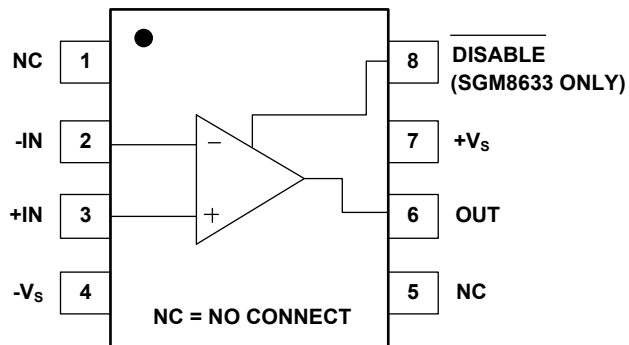 NC 1
8 DISABLE
(SGM8633 ONLY)
-IN 2 −
7 +VS
+IN 3 +
6 OUT
-VS 4
5 NC
NC = NO CONNECT